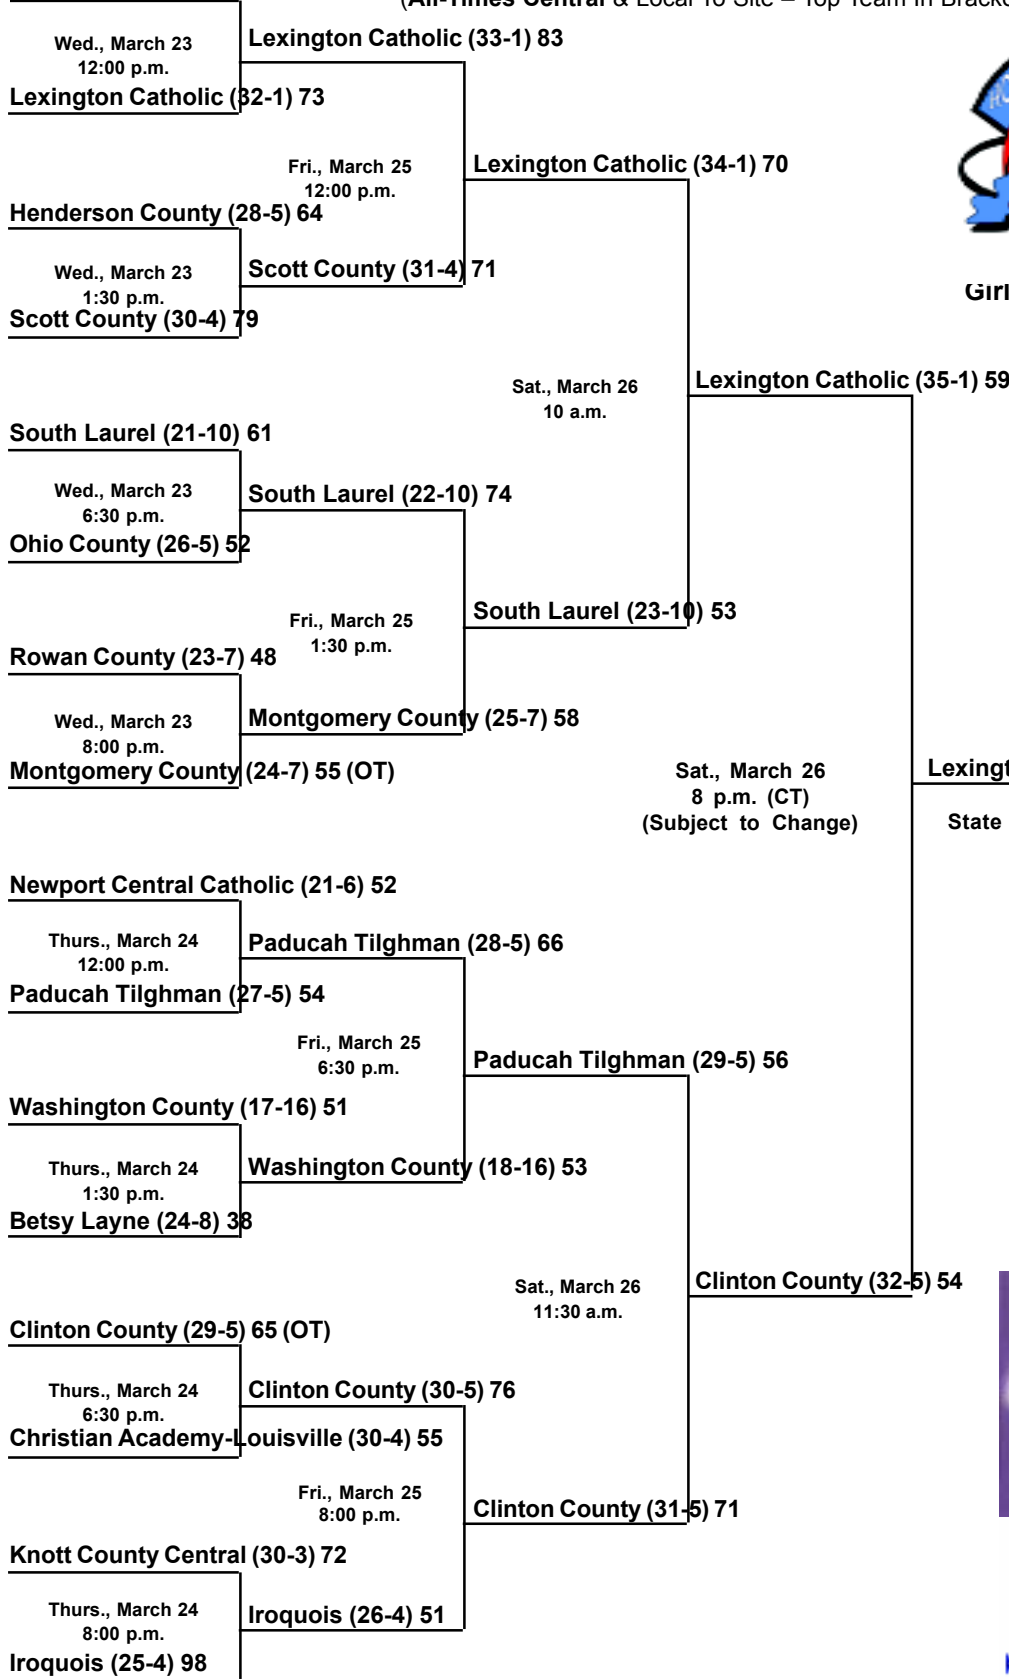 (All-Times Central & Local To Site – Top Team In Bracke
Lexington Catholic (33-1) 83
Wed., March 23
12:00 p.m.
Lexington Catholic (32-1) 73
Fri., March 25
12:00 p.m.
Lexington Catholic (34-1) 70
Henderson County (28-5) 64
Wed., March 23
1:30 p.m.
Scott County (31-4) 71
Girl
Scott County (30-4) 79
Sat., March 26
10 a.m.
Lexington Catholic (35-1) 59
South Laurel (21-10) 61
Wed., March 23
6:30 p.m.
South Laurel (22-10) 74
Ohio County (26-5) 52
Fri., March 25
1:30 p.m.
South Laurel (23-10) 53
Rowan County (23-7) 48
Wed., March 23
8:00 p.m.
Montgomery County (25-7) 58
Montgomery County (24-7) 55 (OT)
Sat., March 26
8 p.m. (CT)
(Subject to Change)
Lexingt
State
Newport Central Catholic (21-6) 52
Thurs., March 24
12:00 p.m.
Paducah Tilghman (28-5) 66
Paducah Tilghman (27-5) 54
Fri., March 25
6:30 p.m.
Paducah Tilghman (29-5) 56
Washington County (17-16) 51
Thurs., March 24
1:30 p.m.
Washington County (18-16) 53
Betsy Layne (24-8) 38
Sat., March 26
11:30 a.m.
Clinton County (32-5) 54
Clinton County (29-5) 65 (OT)
Thurs., March 24
6:30 p.m.
Clinton County (30-5) 76
Christian Academy-Louisville (30-4) 55
Fri., March 25
8:00 p.m.
Clinton County (31-5) 71
Knott County Central (30-3) 72
Thurs., March 24
8:00 p.m.
Iroquois (26-4) 51
Iroquois (25-4) 98